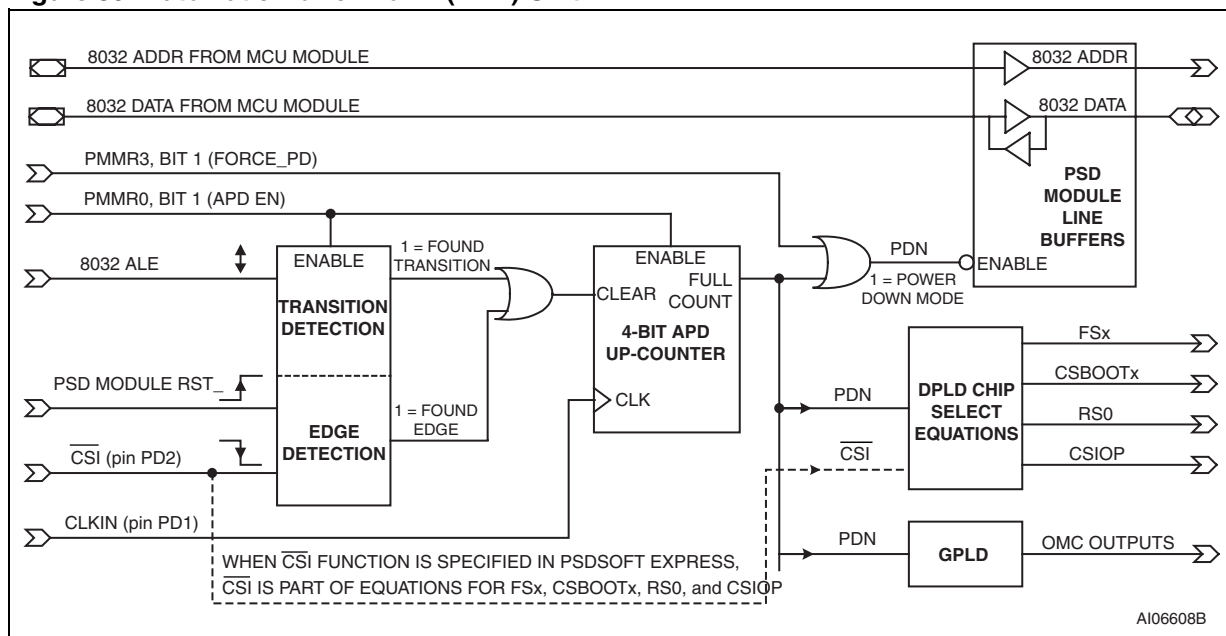 8032 ADDR FROM MCU MODULE
8032 ADDR
8032 DATA FROM MCU MODULE
8032 DATA
PMMR3, BIT 1 (FORCE_PD)
PSD
MODULE
LINE
BUFFERS
PMMR0, BIT 1 (APD EN)
8032 ALE
ENABLE
TRANSITION
DETECTION
1 = FOUND
TRANSITION
ENABLE
FULL
COUNT
CLEAR
4-BIT APD
UP-COUNTER
CLK
PDN
1 = POWER
DOWN MODE
ENABLE
PSD MODULE RST_
EDGE
DETECTION
1 = FOUND
EDGE
CSI (pin PD2)
CLKIN (pin PD1)
PDN
CSI
DPLD CHIP
SELECT
EQUATIONS
FSx
CSBOOTx
RS0
CSIOP
PDN
GPLD
OMC OUTPUTS
WHEN CSI FUNCTION IS SPECIFIED IN PSDSOFT EXPRESS,
CSI IS PART OF EQUATIONS FOR FSx, CSBOOTx, RS0, and CSIOP
AI06608B